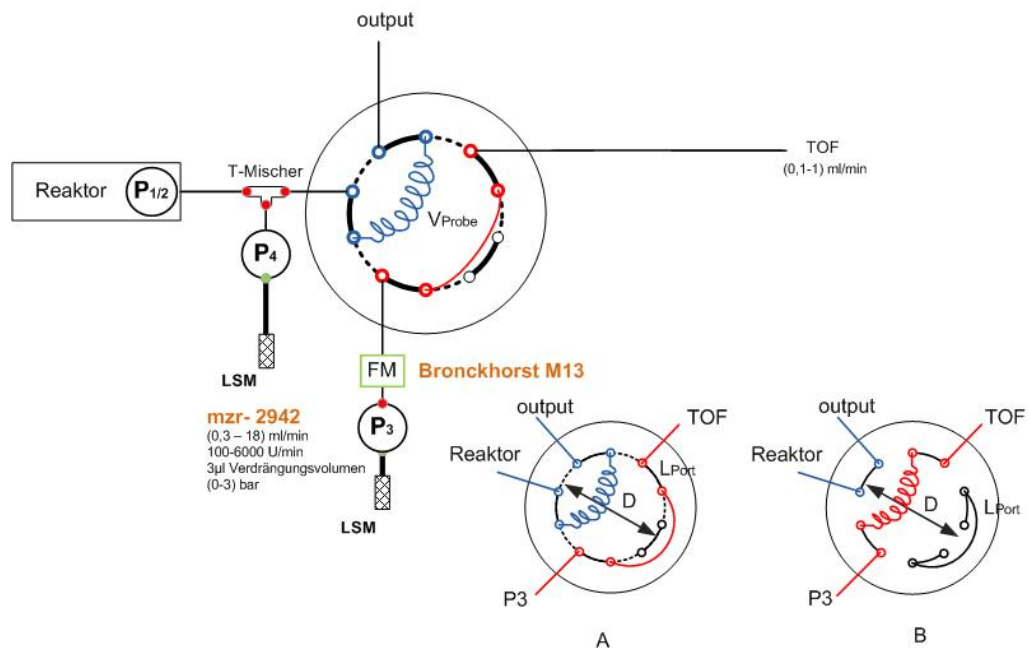 output
TOF
(0,1-1) ml/min
T-Mischer
Reaktor
P1/2
VProbe
P4
LSM
FM
Bronckhorst M13
mzr- 2942
(0,3 – 18) ml/min
100-6000 U/min
3µl Verdrängungsvolumen
(0-3) bar
P3
LSM
output
TOF
Reaktor
LPort
D
P3
A
output
TOF
Reaktor
D
LPort
P3
B